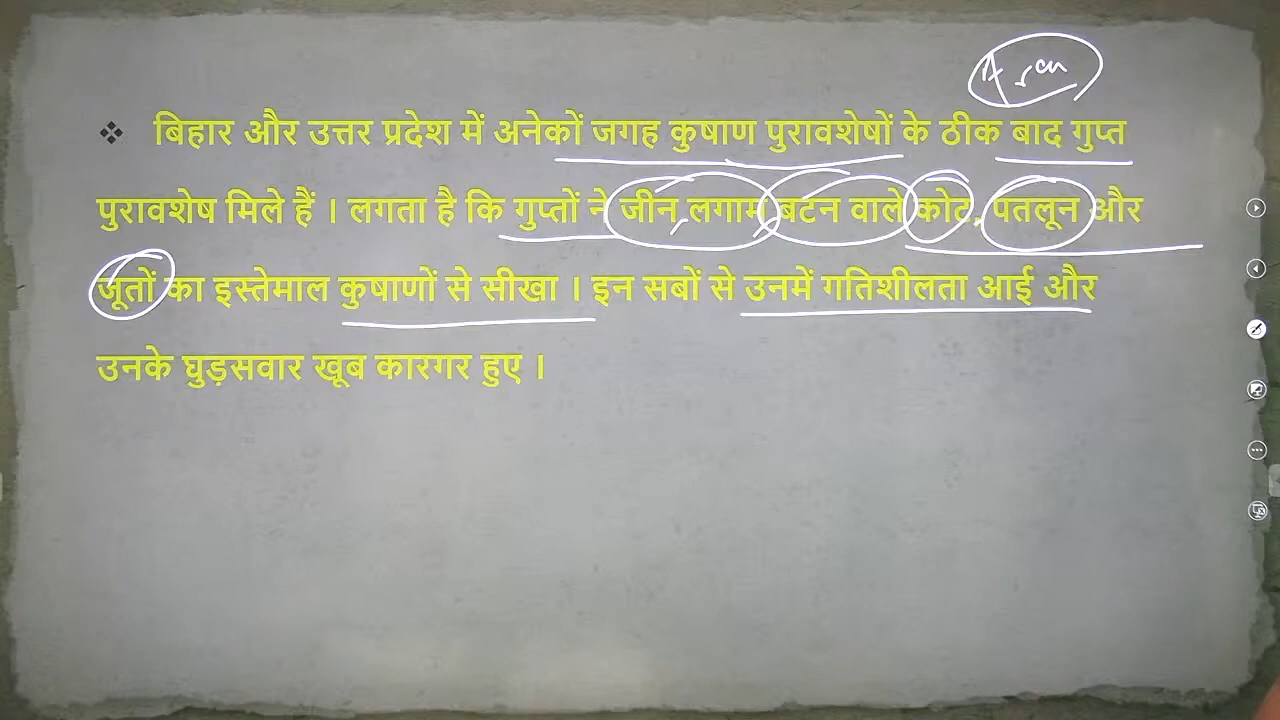 ❖ बिहार और उत्तर प्रदेश में अनेकों जगह कुषाण पुरावशेषों के ठीक बाद गुप्त
पुरावशेष मिले हैं । लगता है कि गुप्तों ने जीन,लगाम,बटन वाले कोट, पतलून और
जूतों का इस्तेमाल कुषाणों से सीखा । इन सबों से उनमें गतिशीलता आई और
उनके घुड़सवार खूब कारगर हुए ।